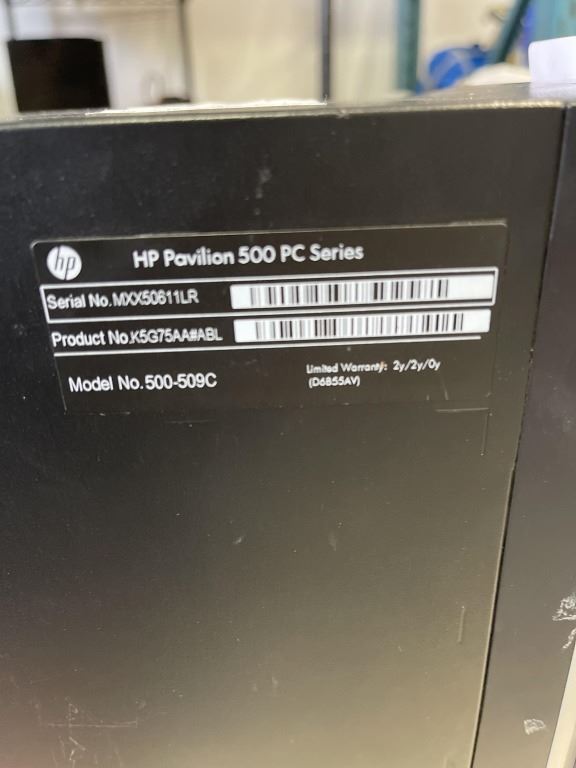 hp
HP Pavilion 500 PC Series
Serial No.MXX50611LR
Product No.K5G75AA#ABL
Model No. 500-509C
Limited Warranty: 2y/2y/0y
(D6B55AV)